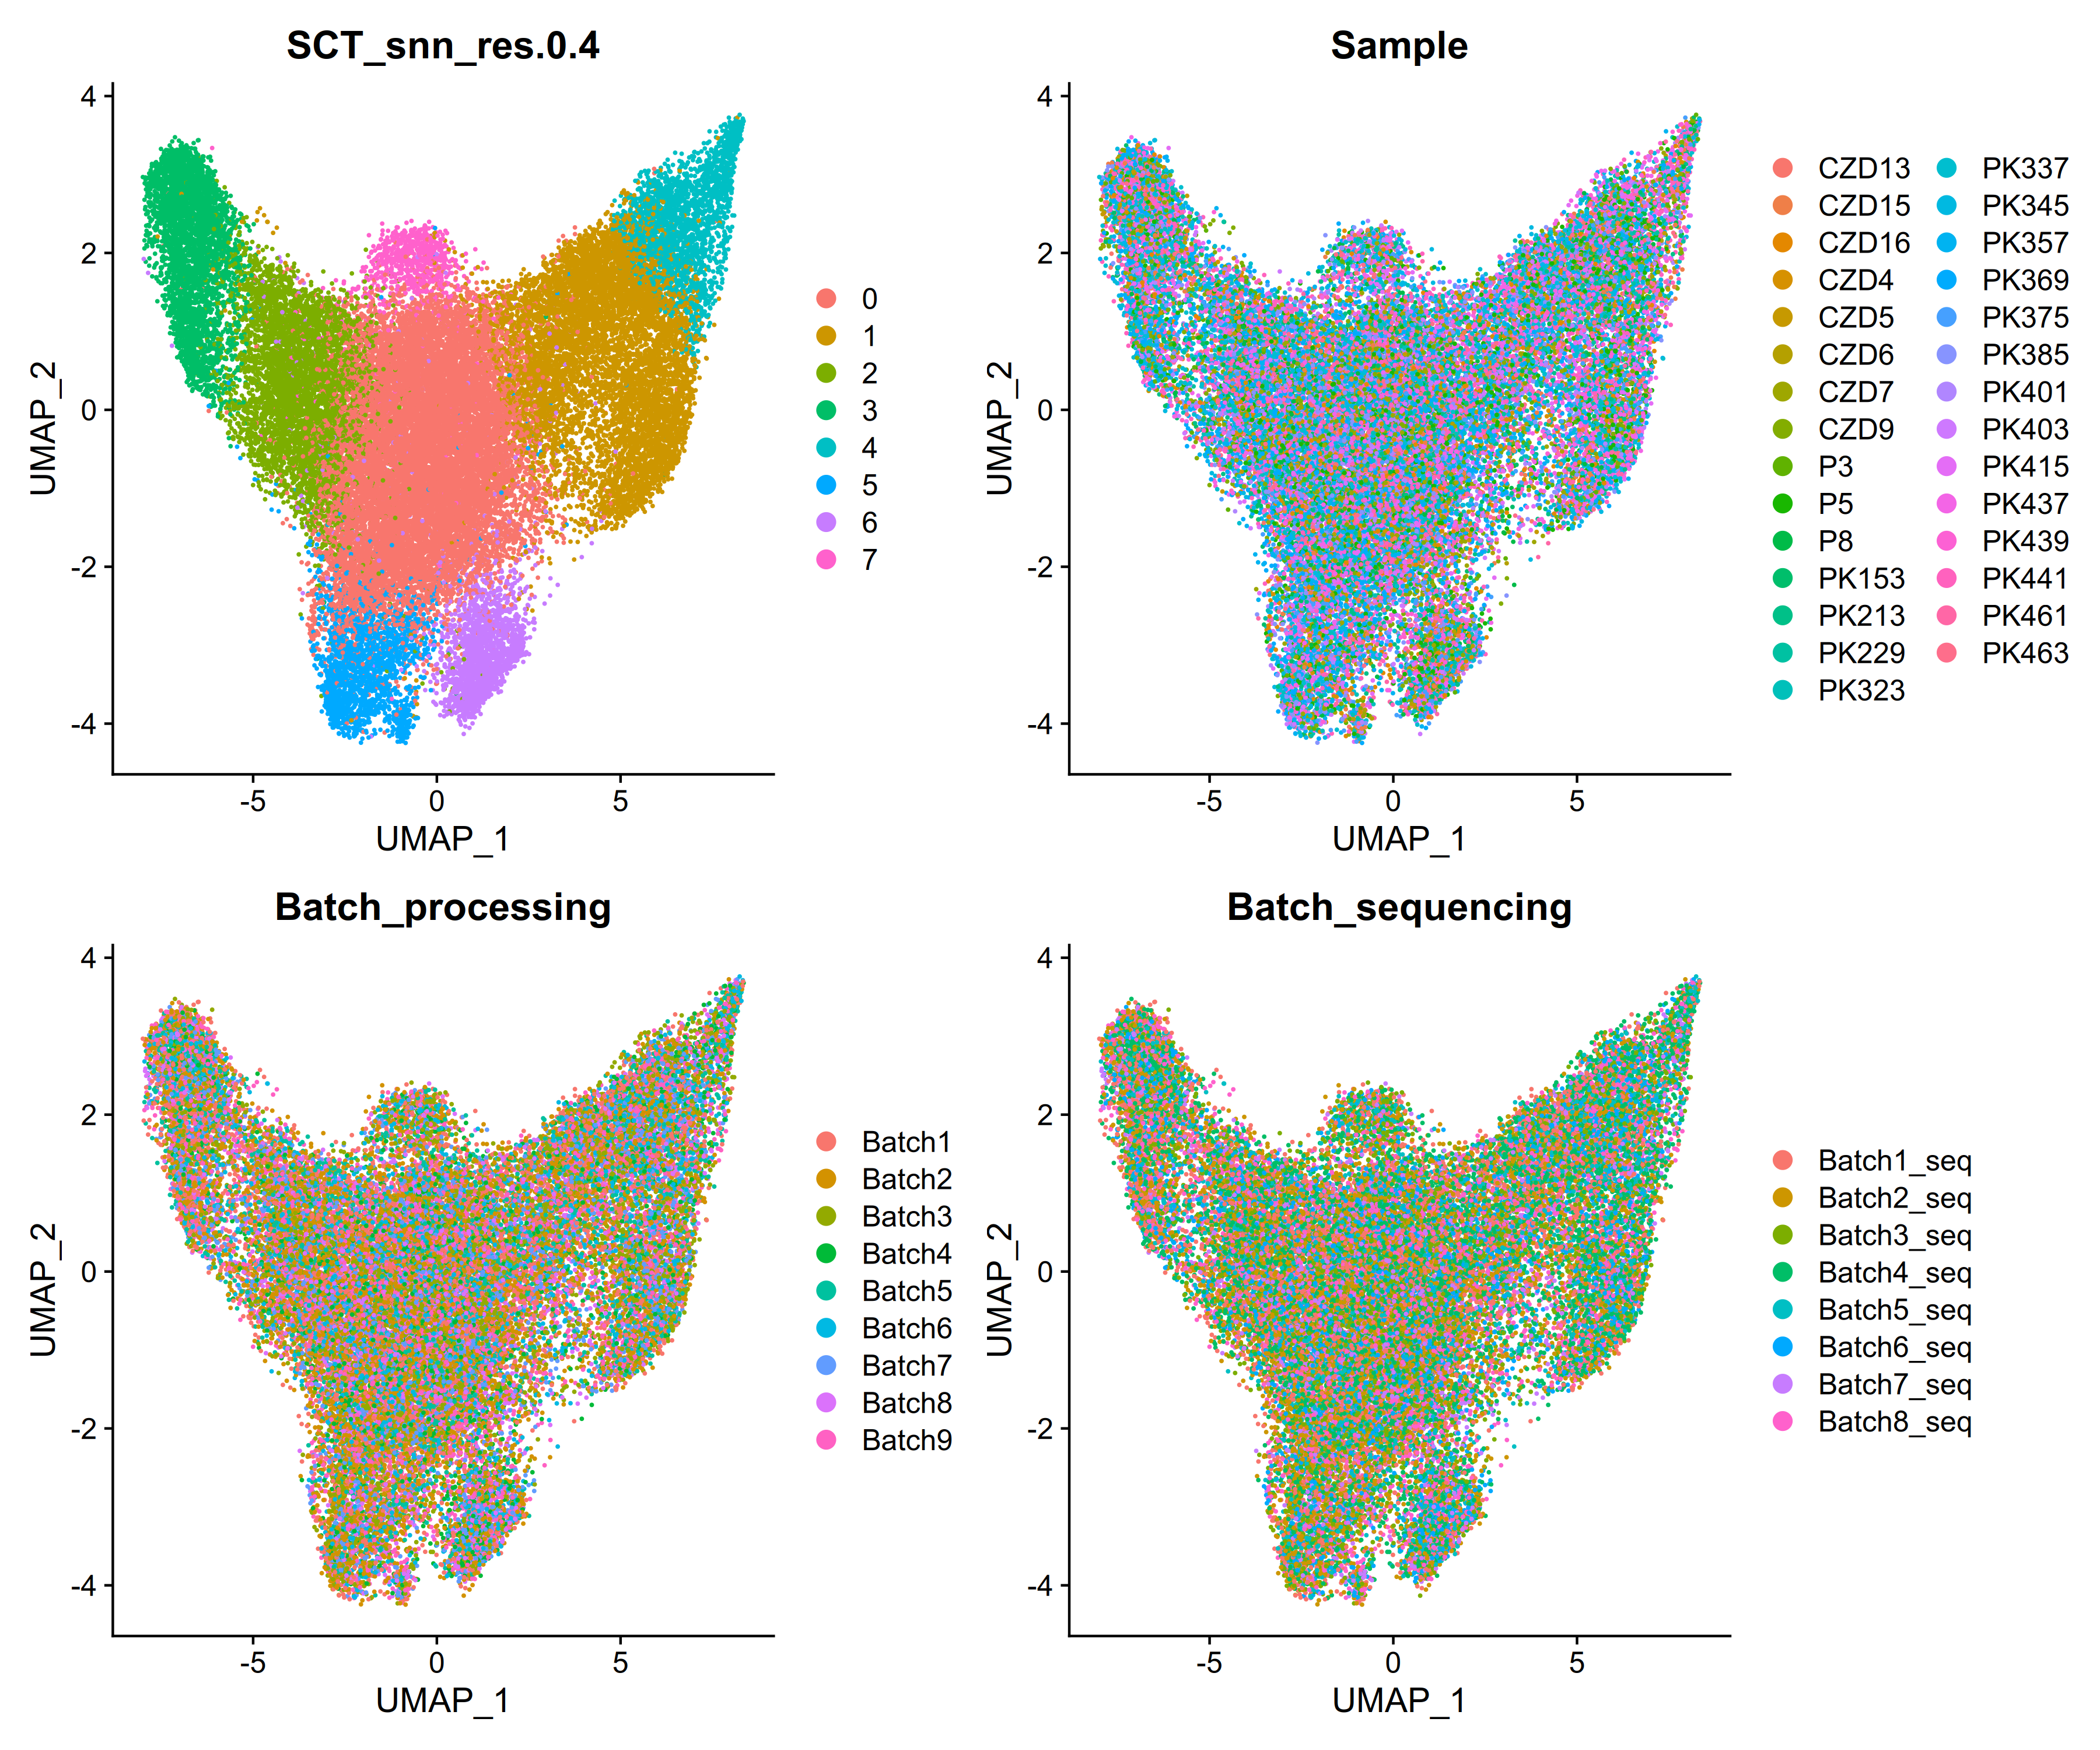 SCT_snn_res.0.4
4
2
0
-2
-4
-5
0
5
UMAP_1
UMAP_2
0
1
2
3
4
5
6
7
Sample
4
2
0
-2
-4
-5
0
5
UMAP_1
UMAP_2
CZD13
CZD15
CZD16
CZD4
CZD5
CZD6
CZD7
CZD9
P3
P5
P8
PK153
PK213
PK229
PK323
PK337
PK345
PK357
PK369
PK375
PK385
PK401
PK403
PK415
PK437
PK439
PK441
PK461
PK463
Batch_processing
4
2
0
-2
-4
-5
0
5
UMAP_1
UMAP_2
Batch1
Batch2
Batch3
Batch4
Batch5
Batch6
Batch7
Batch8
Batch9
Batch_sequencing
4
2
0
-2
-4
-5
0
5
UMAP_1
UMAP_2
Batch1_seq
Batch2_seq
Batch3_seq
Batch4_seq
Batch5_seq
Batch6_seq
Batch7_seq
Batch8_seq